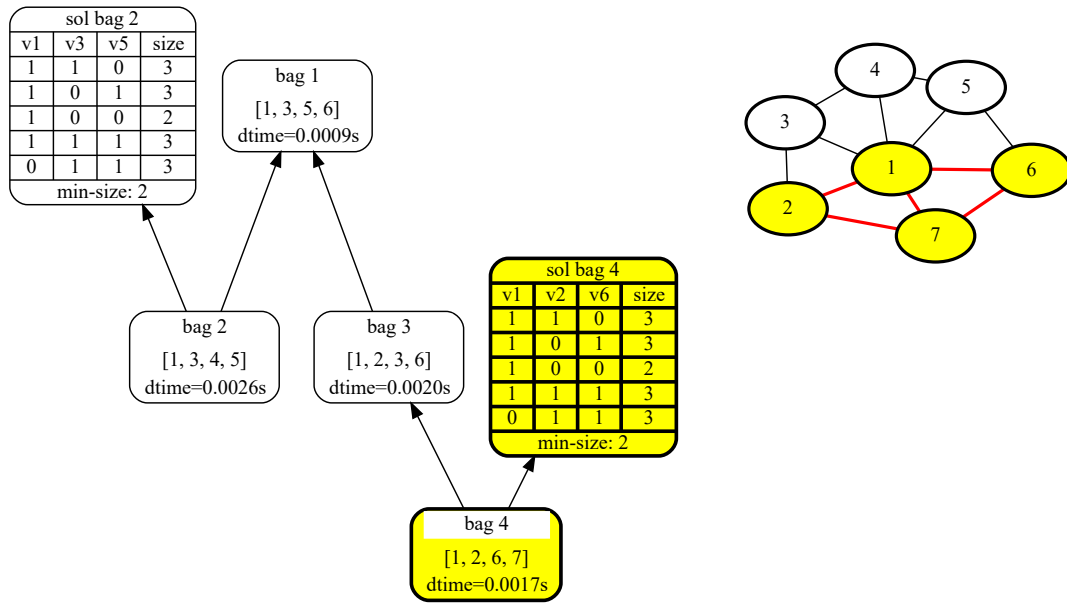 sol bag 2
v1 v3 v5 size
1 1 0 3
1 0 1 3
1 0 0 2
1 1 1 3
0 1 1 3
min-size: 2
bag 1
[1, 3, 5, 6]
dtime=0.0009s
bag 2
[1, 3, 4, 5]
dtime=0.0026s
bag 3
[1, 2, 3, 6]
dtime=0.0020s
sol bag 4
v1 v2 v6 size
1 1 0 3
1 0 1 3
1 0 0 2
1 1 1 3
0 1 1 3
min-size: 2
bag 4
[1, 2, 6, 7]
dtime=0.0017s
4
5
3
1
6
2
7